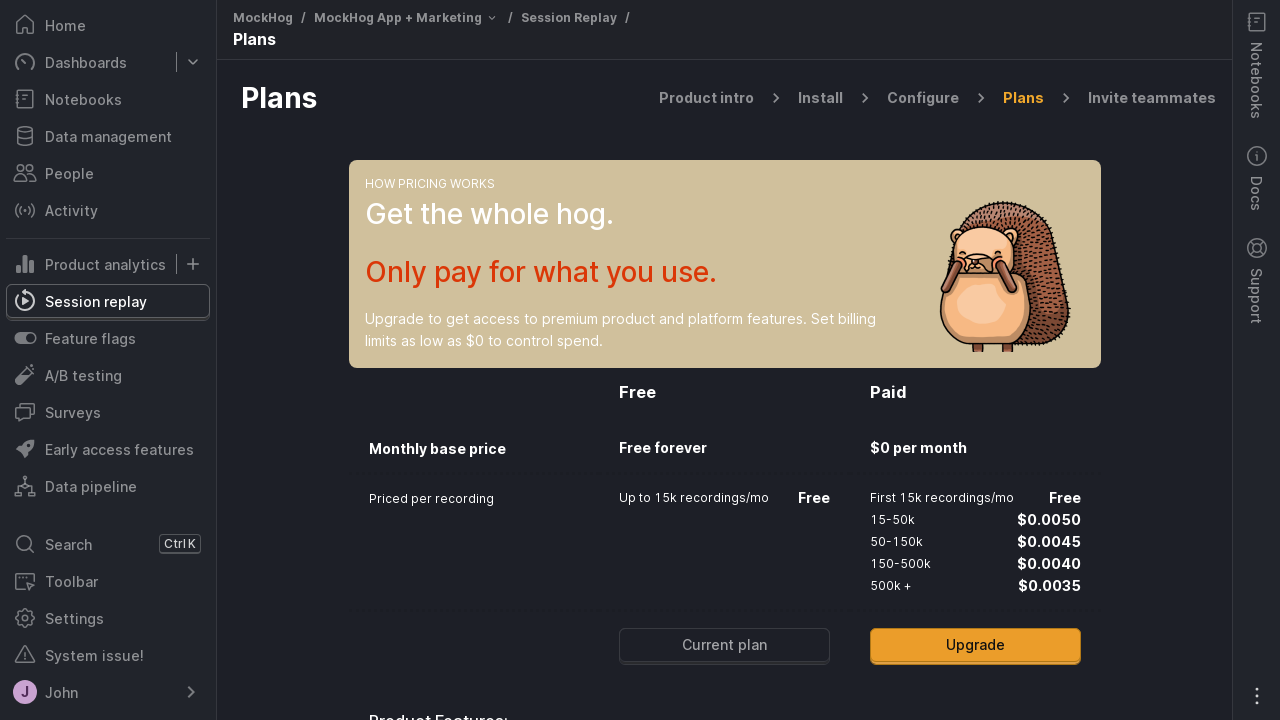 Home
Dashboards
Notebooks
Data management
People
Activity
Product analytics
Session replay
Feature flags
A/B testing
Surveys
Early access features
Data pipeline
Search Ctrl K
Toolbar
Settings
System issue!
J John
MockHog / MockHog App + Marketing / Session Replay /
Plans
Plans
Product intro > Install > Configure > Plans > Invite teammates
HOW PRICING WORKS
Get the whole hog.
Only pay for what you use.
Upgrade to get access to premium product and platform features. Set billing
limits as low as $0 to control spend.
Free Paid
Monthly base price Free forever $0 per month
Priced per recording Up to 15k recordings/mo Free First 15k recordings/mo Free
15-50k $0.0050
50-150k $0.0045
150-500k $0.0040
500k + $0.0035
Current plan Upgrade
Product Features:
Notebooks
Docs
Support